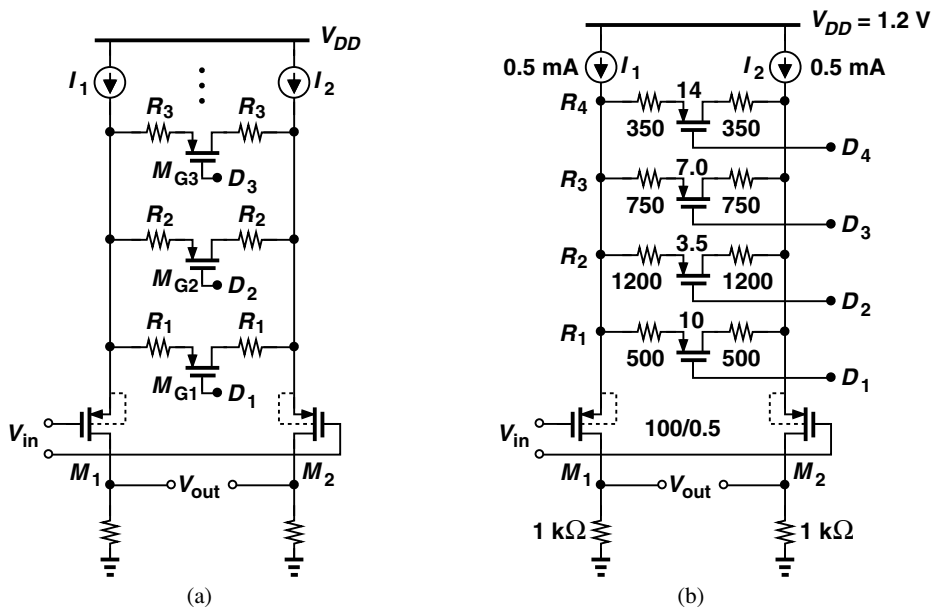 V_DD
I_1
I_2
R_3 R_3
M_G3 D_3
R_2 R_2
M_G2 D_2
R_1 R_1
M_G1 D_1
V_in
M_1 V_out M_2
(a)
V_DD = 1.2 V
0.5 mA I_1 I_2 0.5 mA
R_4 14
350 350
D_4
R_3 7.0
750 750
D_3
R_2 3.5
1200 1200
D_2
R_1 10
500 500
D_1
V_in 100/0.5
M_1 V_out M_2
1 kΩ 1 kΩ
(b)